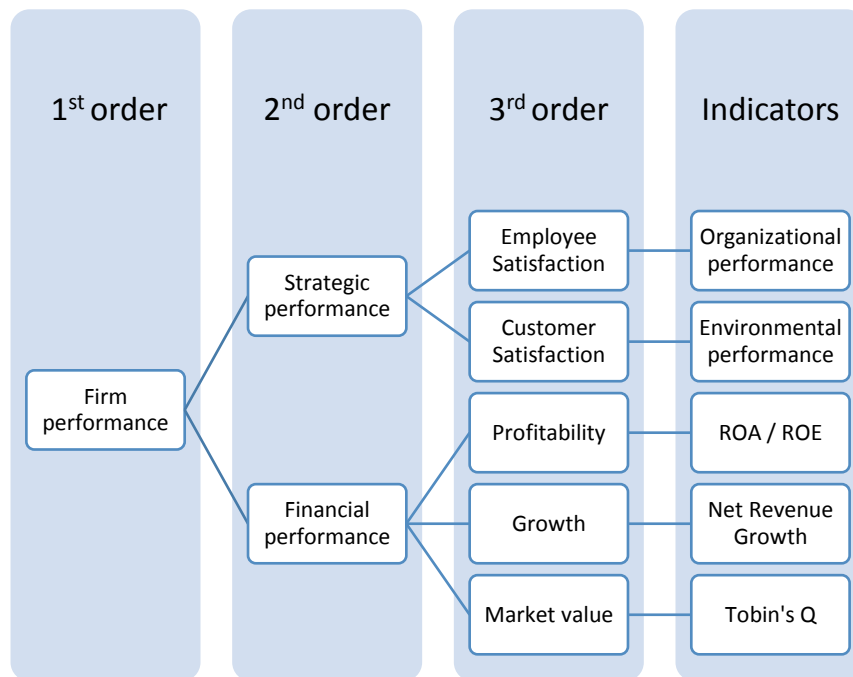 1st order
2nd order
3rd order
Indicators
Firm
performance
Strategic
performance
Financial
performance
Employee
Satisfaction
Customer
Satisfaction
Profitability
Growth
Market value
Organizational
performance
Environmental
performance
ROA / ROE
Net Revenue
Growth
Tobin's Q